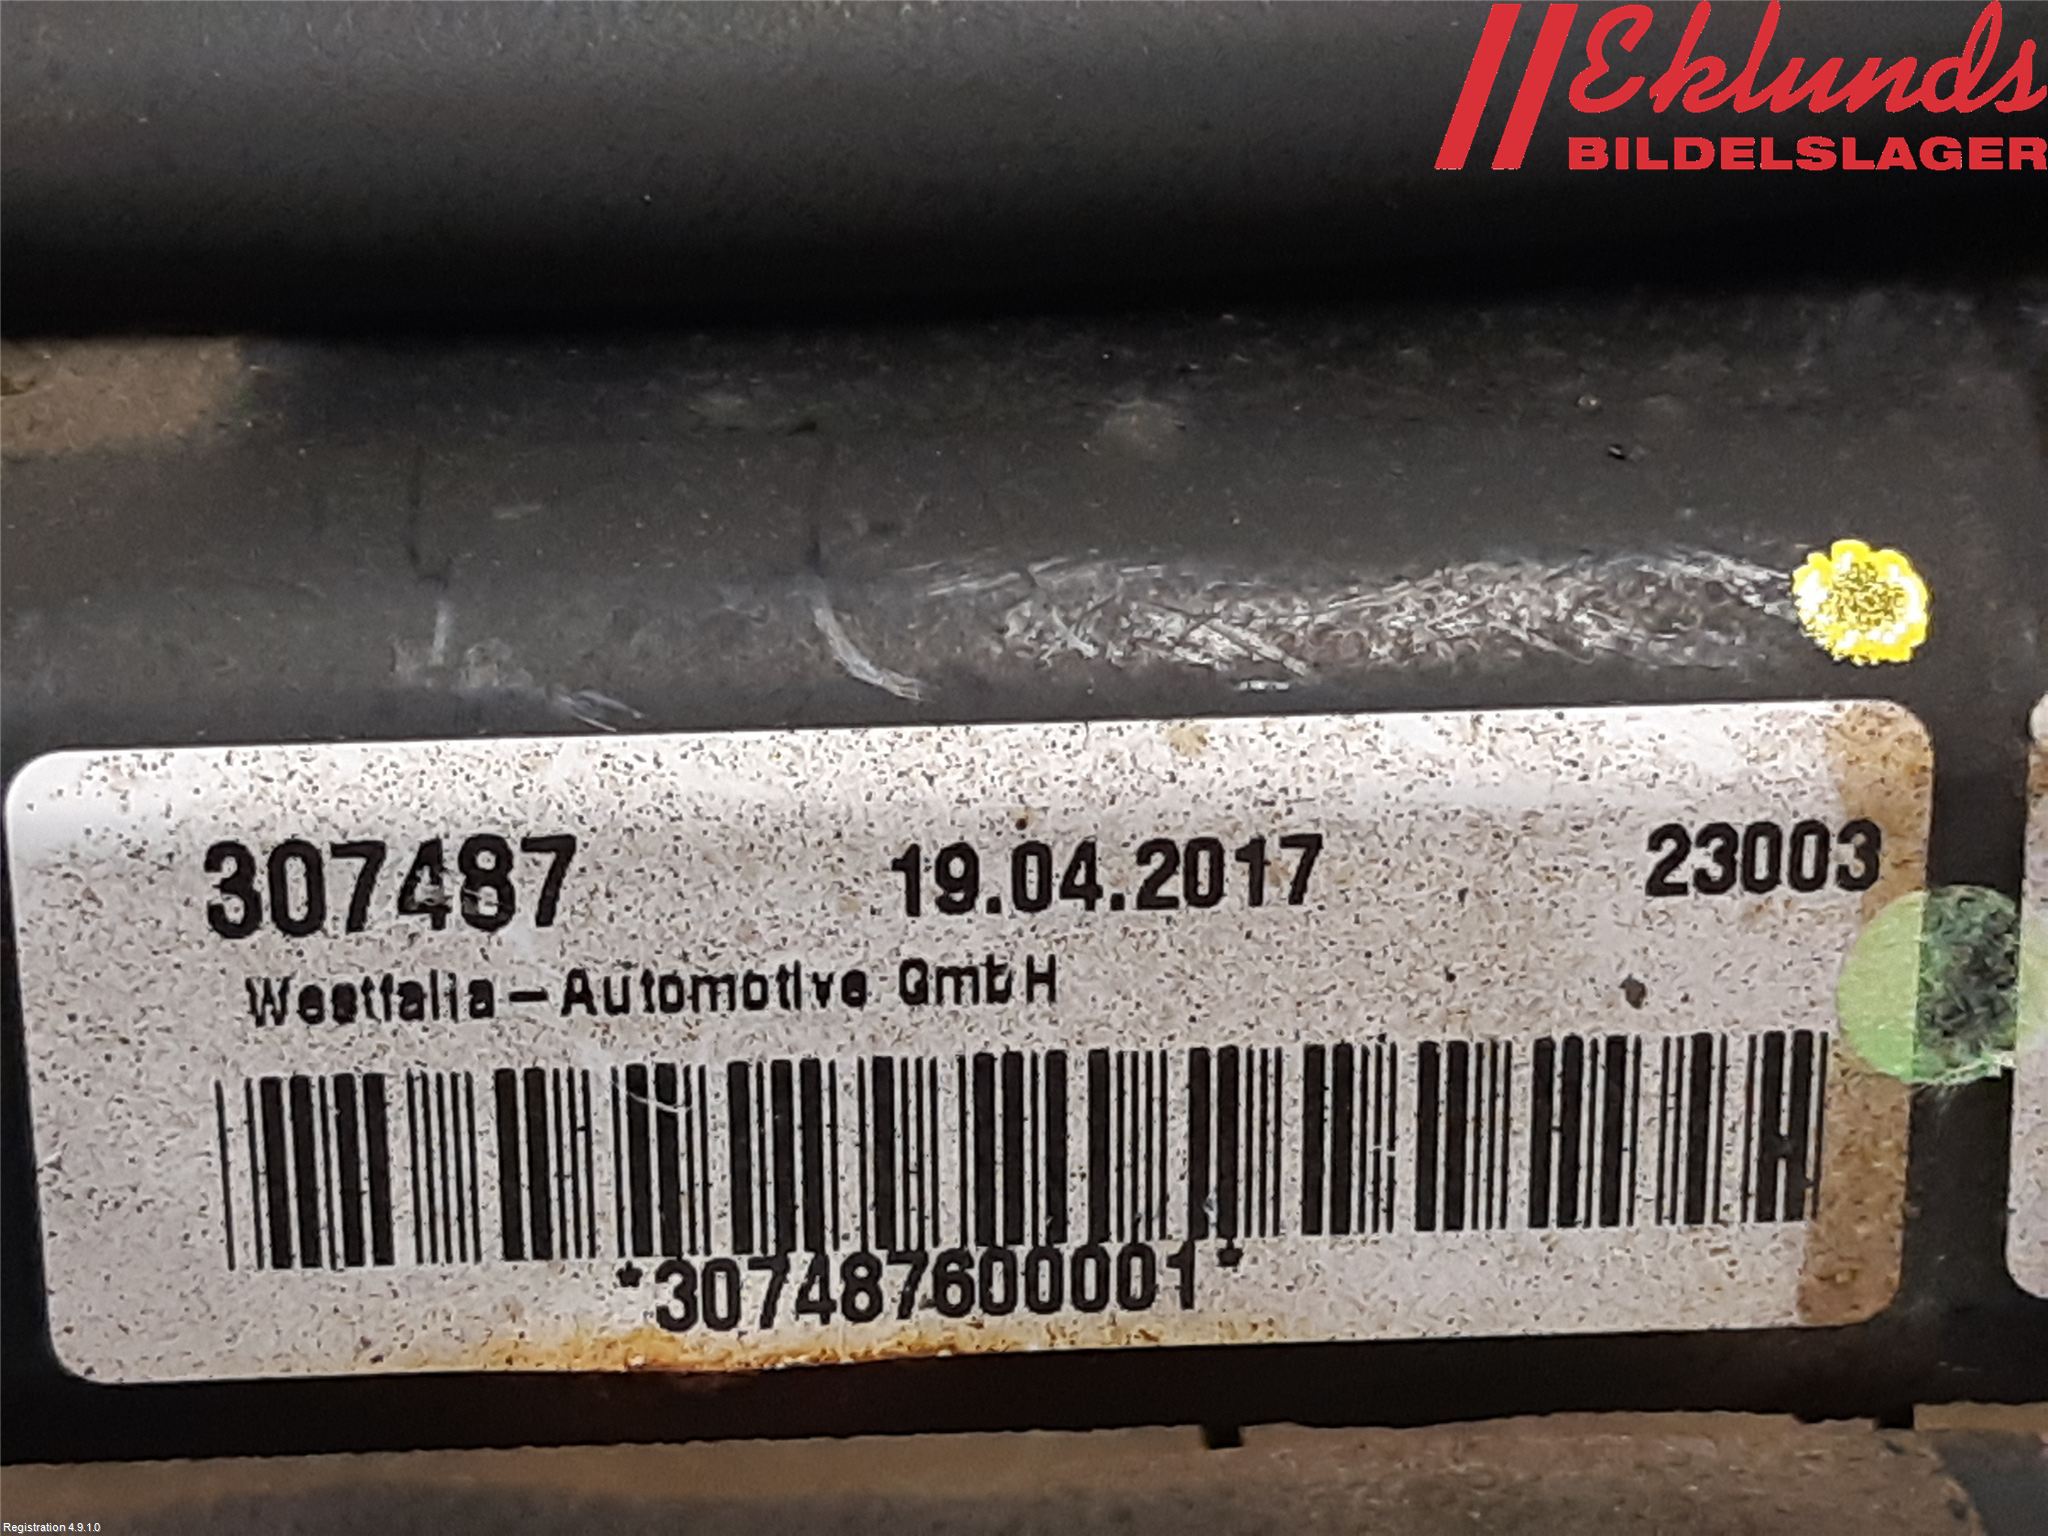 Eklunds
BILDELSLAGER
307487 19.04.2017 23003
Westfalia-Automotive GmbH
*307487600001*
Registration 4.9.1.0